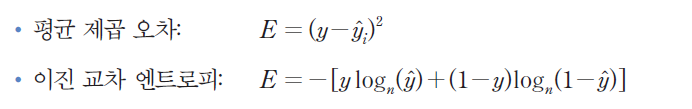 • 평균 제곱 오차: E=(y−ŷᵢ)²
• 이진 교차 엔트로피: E=−[y logₙ(ŷ)+(1−y)logₙ(1−ŷ)]